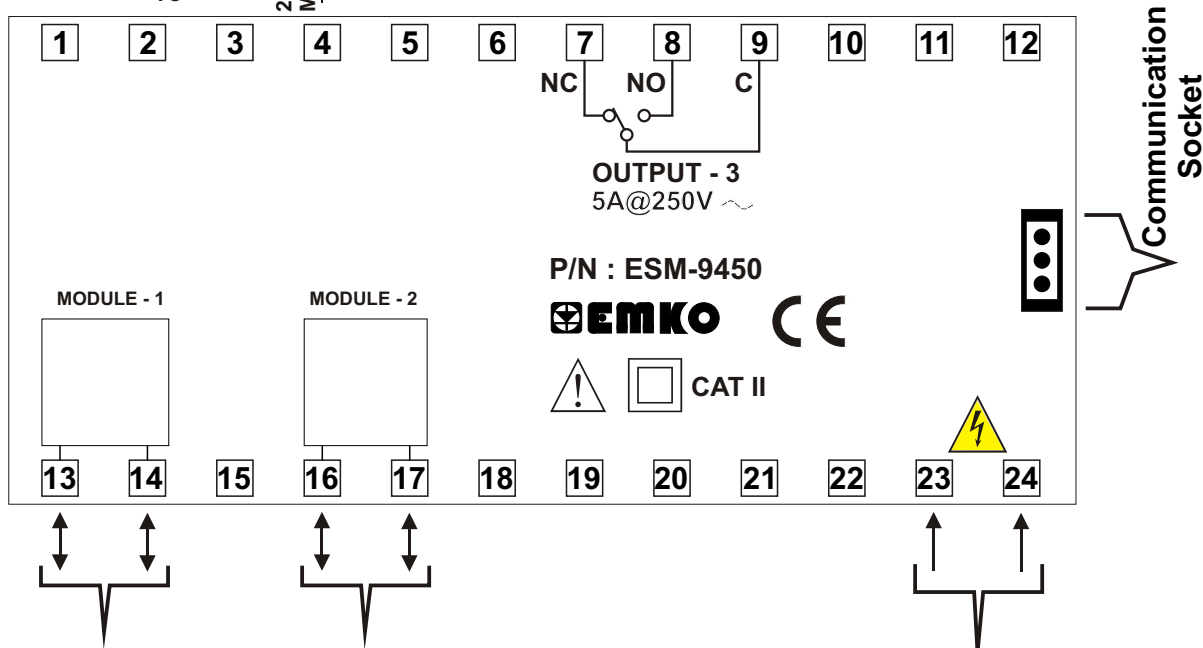 1 2 3 4 5 6 7 8 9 10 11 12
NC NO C
OUTPUT - 3
5A@250V ~
P/N : ESM-9450
EMKO CE
CAT II
MODULE - 1 MODULE - 2
13 14 15 16 17 18 19 20 21 22 23 24
Communication
Socket